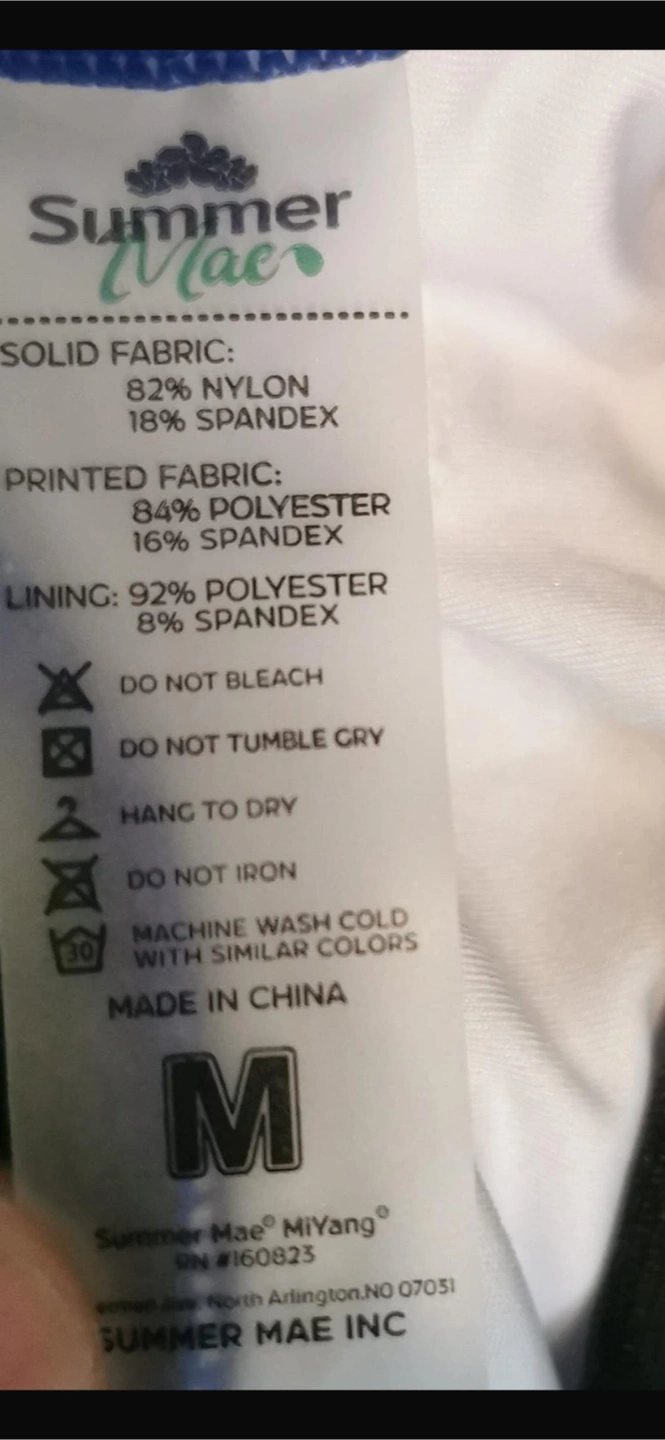 Summer
Mae
SOLID FABRIC:
82% NYLON
18% SPANDEX
PRINTED FABRIC:
84% POLYESTER
16% SPANDEX
LINING: 92% POLYESTER
8% SPANDEX
DO NOT BLEACH
DO NOT TUMBLE GRY
HANG TO DRY
DO NOT IRON
30
MACHINE WASH COLD
WITH SIMILAR COLORS
MADE IN CHINA
M
Summer Mae® MiYang®
RN #160823
North Arlington.NO 07031
SUMMER MAE INC